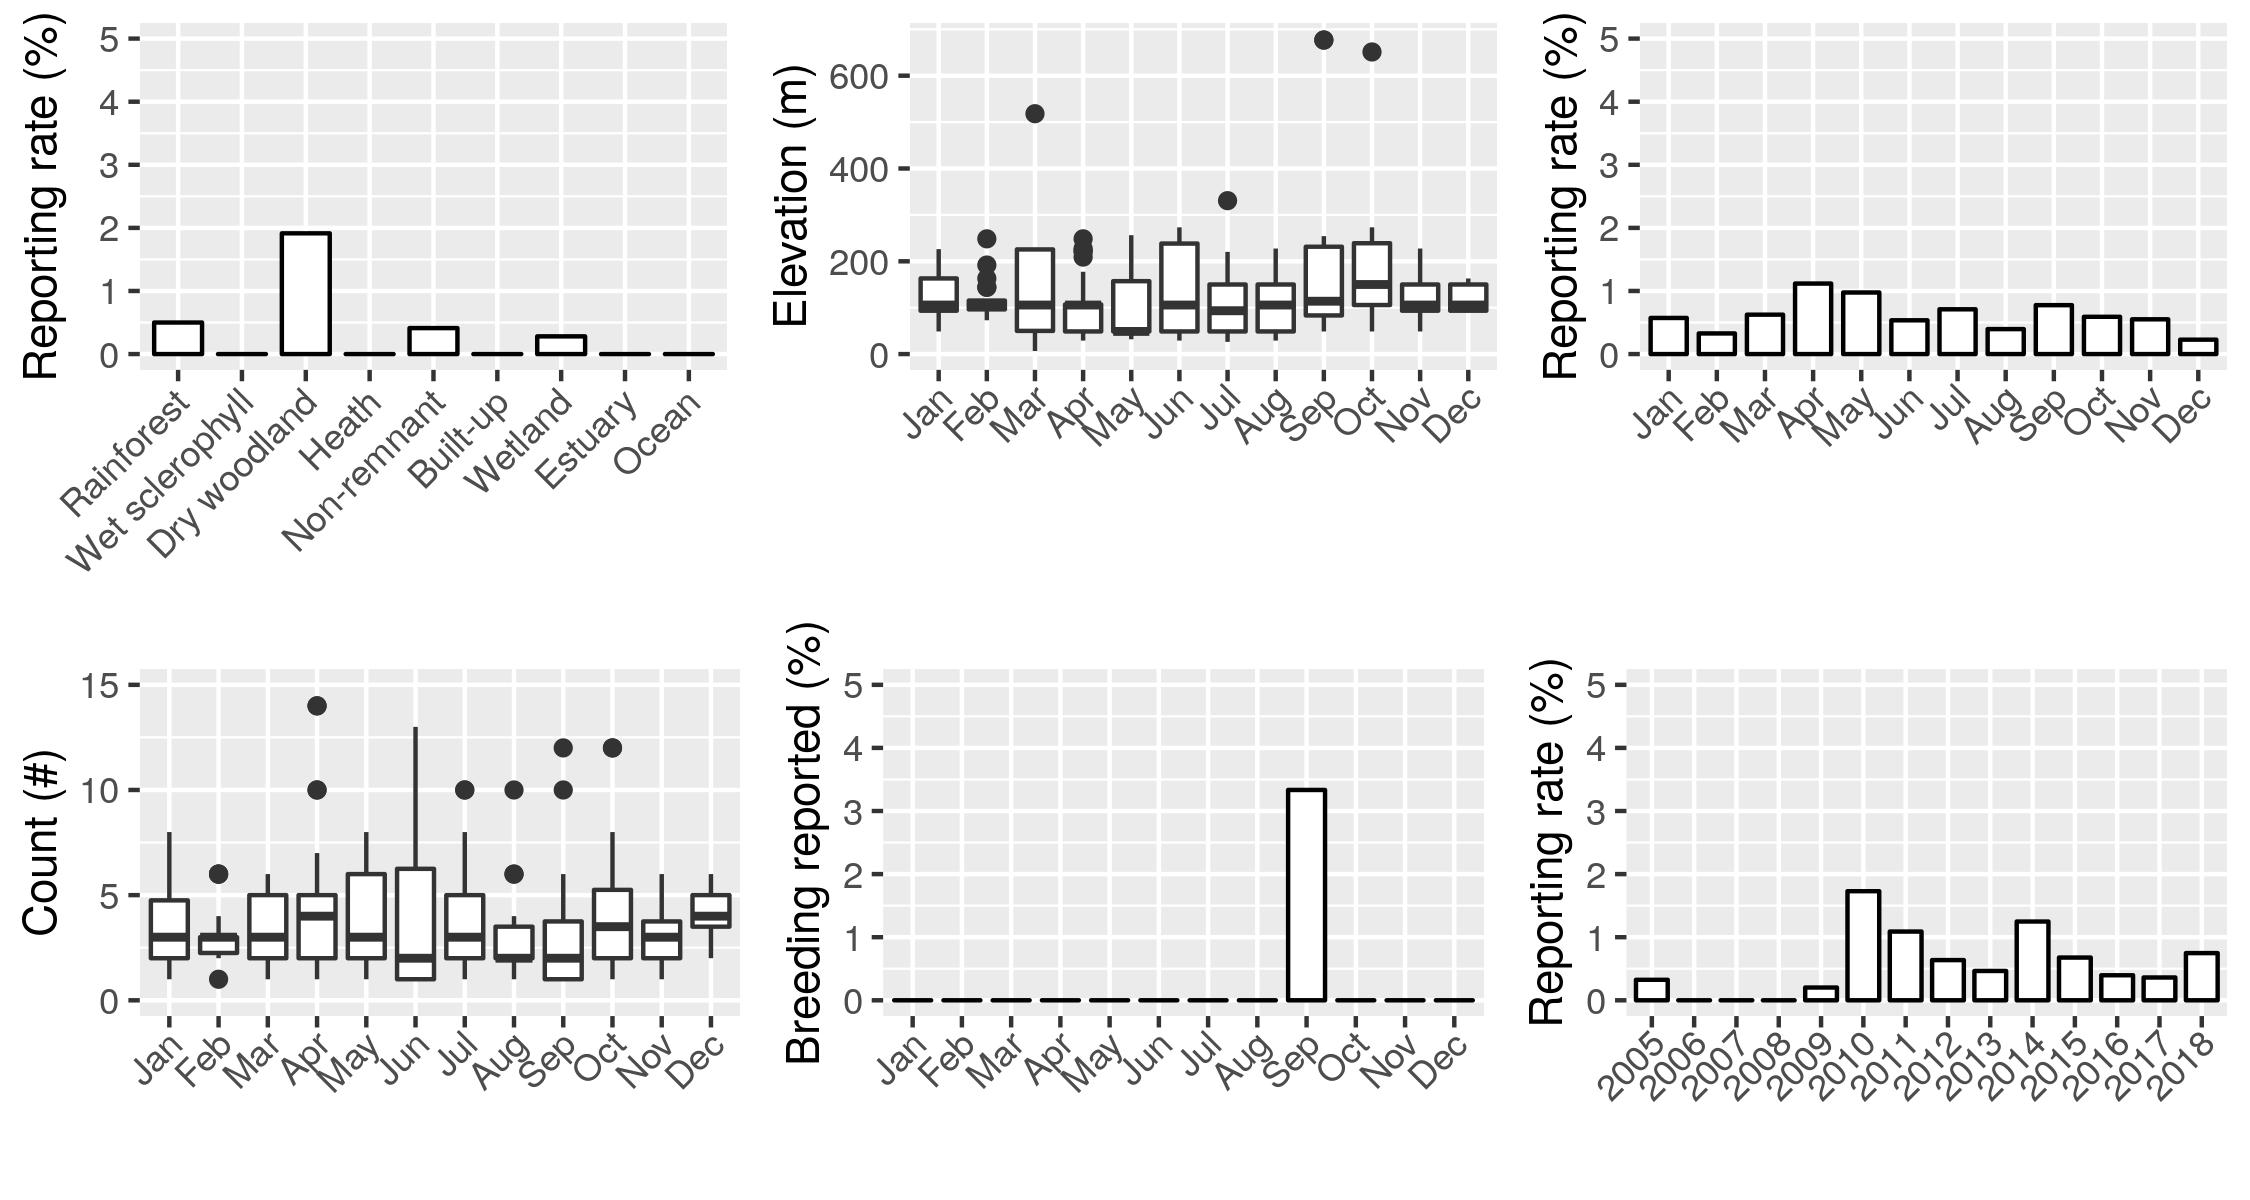 Reporting rate (%)
5
4
3
2
1
0
Rainforest
Wet sclerophyll
Dry woodland
Heath
Non-remnant
Built-up
Wetland
Estuary
Ocean
Elevation (m)
600
400
200
0
Jan Feb Mar Apr May Jun Jul Aug Sep Oct Nov Dec
Reporting rate (%)
5
4
3
2
1
0
Jan Feb Mar Apr May Jun Jul Aug Sep Oct Nov Dec
Count (#)
15
10
5
0
Jan Feb Mar Apr May Jun Jul Aug Sep Oct Nov Dec
Breeding reported (%)
5
4
3
2
1
0
Jan Feb Mar Apr May Jun Jul Aug Sep Oct Nov Dec
Reporting rate (%)
5
4
3
2
1
0
2005 2006 2007 2008 2009 2010 2011 2012 2013 2014 2015 2016 2017 2018